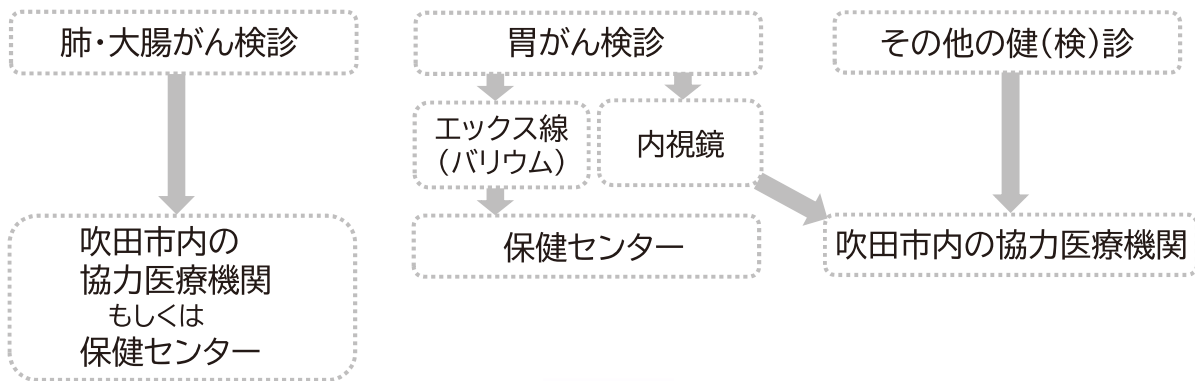 肺・大腸がん検診
吹田市内の
協力医療機関
もしくは
保健センター
胃がん検診
エックス線
（バリウム）
内視鏡
保健センター
その他の健（検）診
吹田市内の協力医療機関